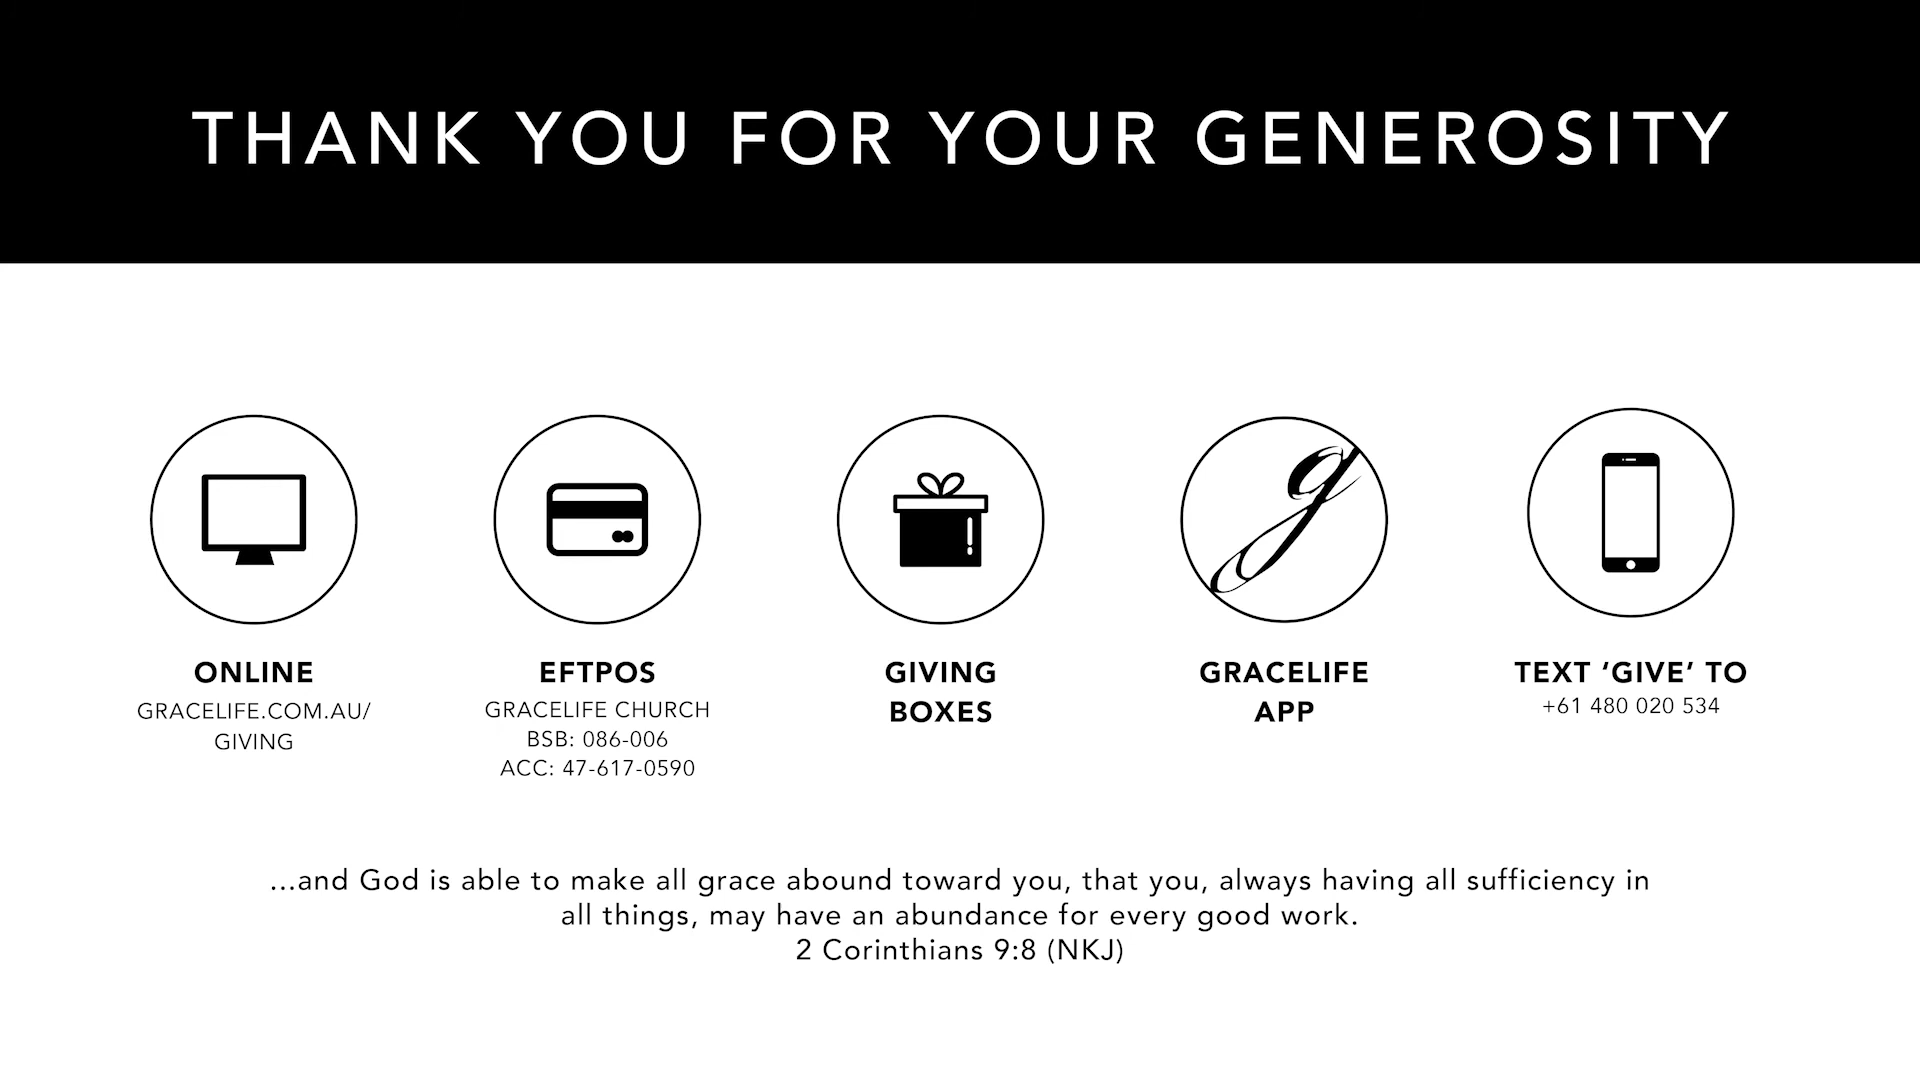 THANK YOU FOR YOUR GENEROSITY
ONLINE
GRACELIFE.COM.AU/
GIVING
EFTPOS
GRACELIFE CHURCH
BSB: 086-006
ACC: 47-617-0590
GIVING
BOXES
g
GRACELIFE
APP
TEXT ‘GIVE’ TO
+61 480 020 534
...and God is able to make all grace abound toward you, that you, always having all sufficiency in
all things, may have an abundance for every good work.
2 Corinthians 9:8 (NKJ)